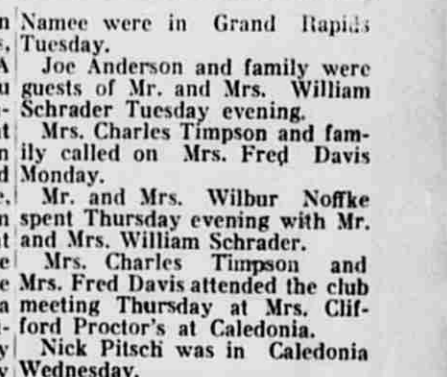 Namee were in Grand Rapids
Tuesday.
Joe Anderson and family were
guests of Mr. and Mrs. William
Schrader Tuesday evening.
Mrs. Charles Timpson and fam-
ily called on Mrs. Fred Davis
Monday.
Mr. and Mrs. Wilbur Noffke
spent Thursday evening with Mr.
and Mrs. William Schrader.
Mrs. Charles Timpson and
Mrs. Fred Davis attended the club
meeting Thursday at Mrs. Clif-
ford Proctor's at Caledonia.
Nick Pitsch was in Caledonia
Wednesday.